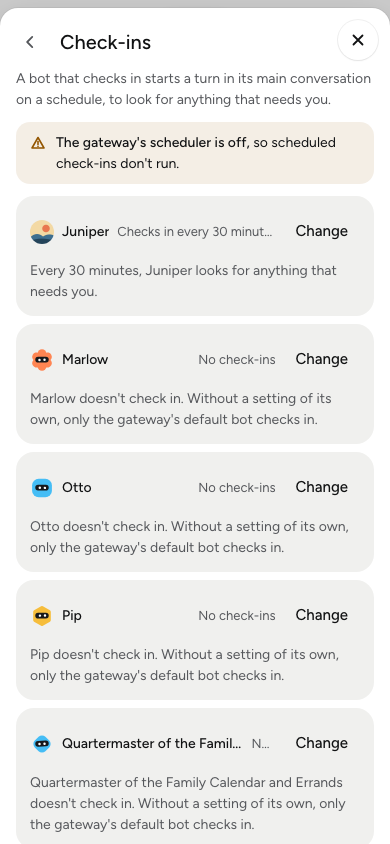 Check-ins
A bot that checks in starts a turn in its main conversation
on a schedule, to look for anything that needs you.
The gateway's scheduler is off, so scheduled
check-ins don't run.
Juniper Checks in every 30 minut... Change
Every 30 minutes, Juniper looks for anything that
needs you.
Marlow No check-ins Change
Marlow doesn't check in. Without a setting of its
own, only the gateway's default bot checks in.
Otto No check-ins Change
Otto doesn't check in. Without a setting of its own,
only the gateway's default bot checks in.
Pip No check-ins Change
Pip doesn't check in. Without a setting of its own,
only the gateway's default bot checks in.
Quartermaster of the Famil... N... Change
Quartermaster of the Family Calendar and Errands
doesn't check in. Without a setting of its own, only
the gateway's default bot checks in.